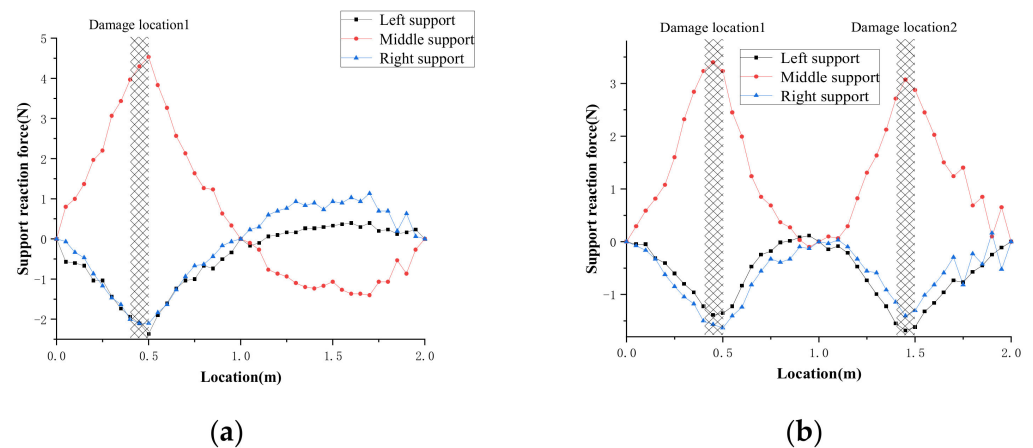 Damage location1
Left support
Middle support
Right support
5
4
3
2
1
0
−1
−2
Support reaction force(N)
0.0 0.5 1.0 1.5 2.0
Location(m)
(a)
Damage location1 Damage location2
Left support
Middle support
Right support
3
2
1
0
−1
Support reaction force(N)
0.0 0.5 1.0 1.5 2.0
Location(m)
(b)